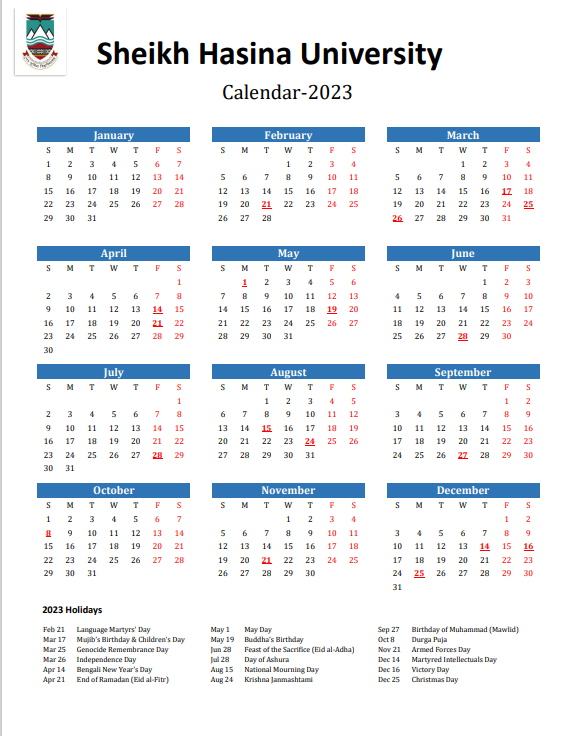 Sheikh Hasina University
Calendar-2023
January
S M T W T F S
1 2 3 4 5 6 7
8 9 10 11 12 13 14
15 16 17 18 19 20 21
22 23 24 25 26 27 28
29 30 31
February
S M T W T F S
1 2 3 4
5 6 7 8 9 10 11
12 13 14 15 16 17 18
19 20 21 22 23 24 25
26 27 28
March
S M T W T F S
1 2 3 4
5 6 7 8 9 10 11
12 13 14 15 16 17 18
19 20 21 22 23 24 25
26 27 28 29 30 31
April
S M T W T F S
1
2 3 4 5 6 7 8
9 10 11 12 13 14 15
16 17 18 19 20 21 22
23 24 25 26 27 28 29
30
May
S M T W T F S
1 2 3 4 5 6
7 8 9 10 11 12 13
14 15 16 17 18 19 20
21 22 23 24 25 26 27
28 29 30 31
June
S M T W T F S
1 2 3
4 5 6 7 8 9 10
11 12 13 14 15 16 17
18 19 20 21 22 23 24
25 26 27 28 29 30
July
S M T W T F S
1
2 3 4 5 6 7 8
9 10 11 12 13 14 15
16 17 18 19 20 21 22
23 24 25 26 27 28 29
30 31
August
S M T W T F S
1 2 3 4 5
6 7 8 9 10 11 12
13 14 15 16 17 18 19
20 21 22 23 24 25 26
27 28 29 30 31
September
S M T W T F S
1 2
3 4 5 6 7 8 9
10 11 12 13 14 15 16
17 18 19 20 21 22 23
24 25 26 27 28 29 30
October
S M T W T F S
1 2 3 4 5 6 7
8 9 10 11 12 13 14
15 16 17 18 19 20 21
22 23 24 25 26 27 28
29 30 31
November
S M T W T F S
1 2 3 4
5 6 7 8 9 10 11
12 13 14 15 16 17 18
19 20 21 22 23 24 25
26 27 28 29 30
December
S M T W T F S
1 2
3 4 5 6 7 8 9
10 11 12 13 14 15 16
17 18 19 20 21 22 23
24 25 26 27 28 29 30
31
2023 Holidays
Feb 21 Language Martyrs' Day
Mar 17 Mujib's Birthday & Children's Day
Mar 25 Genocide Remembrance Day
Mar 26 Independence Day
Apr 14 Bengali New Year's Day
Apr 21 End of Ramadan (Eid al-Fitr)
May 1 May Day
May 19 Buddha's Birthday
Jun 28 Feast of the Sacrifice (Eid al-Adha)
Jul 28 Day of Ashura
Aug 15 National Mourning Day
Aug 24 Krishna Janmashtami
Sep 27 Birthday of Muhammad (Mawlid)
Oct 8 Durga Puja
Nov 21 Armed Forces Day
Dec 14 Martyred Intellectuals Day
Dec 16 Victory Day
Dec 25 Christmas Day